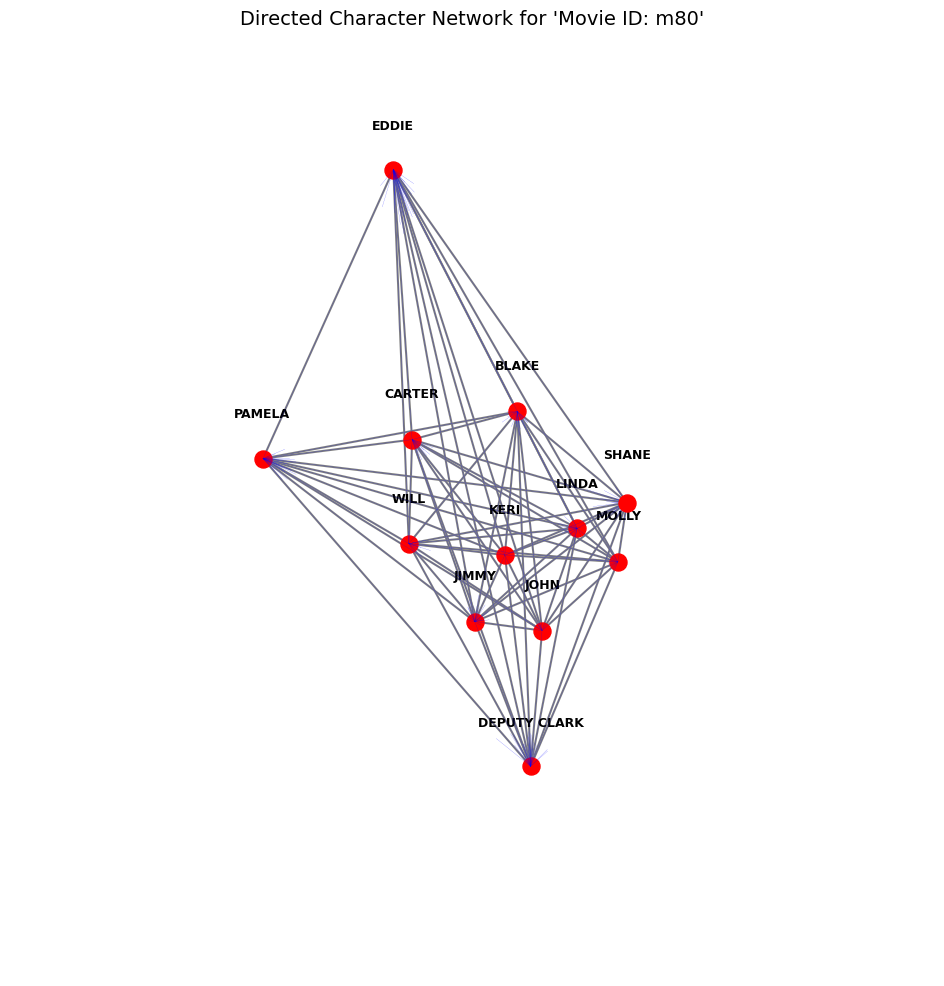 Directed Character Network for 'Movie ID: m80'
EDDIE
BLAKE
CARTER
PAMELA
SHANE
LINDA
WILL
KERI
MOLLY
JIMMY
JOHN
DEPUTY CLARK